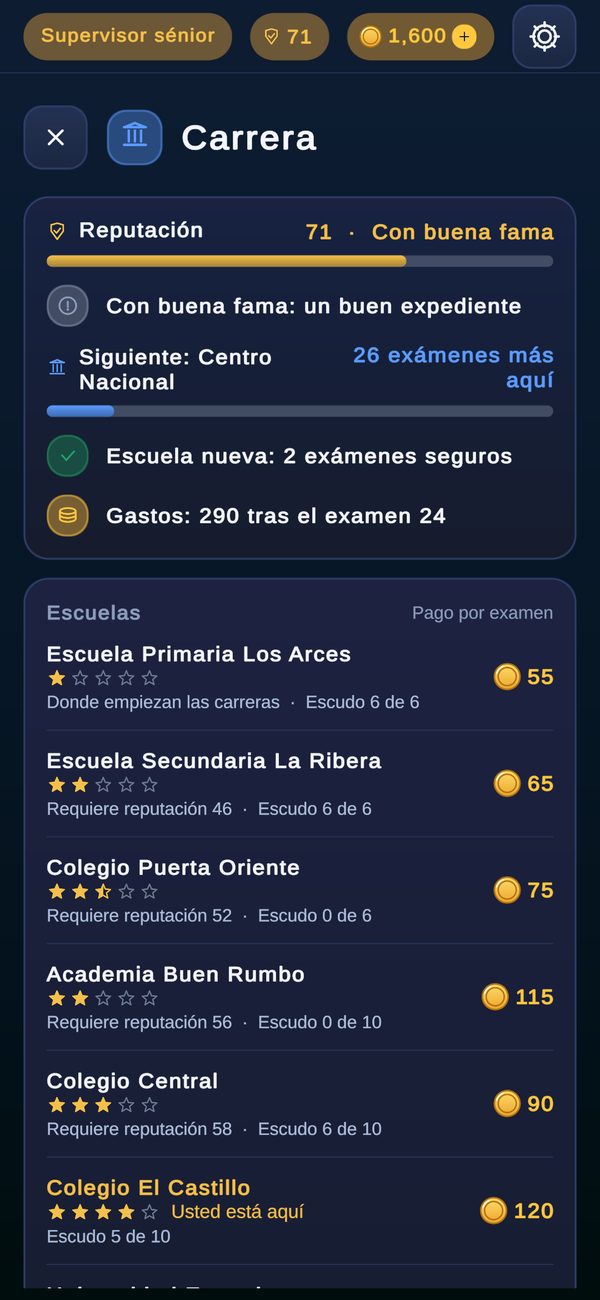 Supervisor sénior 71 1,600 +
Carrera
Reputación 71 · Con buena fama
Con buena fama: un buen expediente
Siguiente: Centro Nacional 26 exámenes más aquí
Escuela nueva: 2 exámenes seguros
Gastos: 290 tras el examen 24
Escuelas Pago por examen
Escuela Primaria Los Arces
55
Donde empiezan las carreras · Escudo 6 de 6
Escuela Secundaria La Ribera
65
Requiere reputación 46 · Escudo 6 de 6
Colegio Puerta Oriente
75
Requiere reputación 52 · Escudo 0 de 6
Academia Buen Rumbo
115
Requiere reputación 56 · Escudo 0 de 10
Colegio Central
90
Requiere reputación 58 · Escudo 6 de 10
Colegio El Castillo
Usted está aquí 120
Escudo 5 de 10